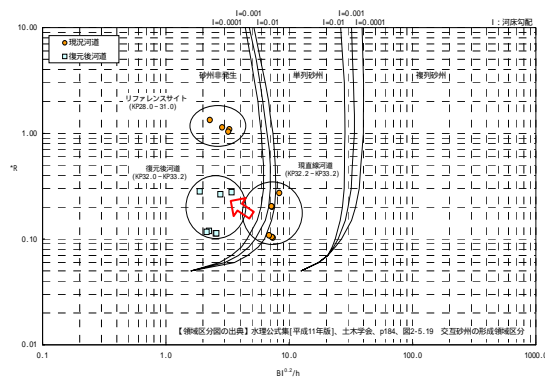 I=0.001
I=0.001
I=0.0001
I=0.01
I=0.01
I=0.0001
I：河床勾配
10.00
現況河道
復元後河道
砂州非発生
単列砂州
複列砂州
リファレンスサイト
(KP28.0－31.0)
1.00
*R
復元後河道
(KP32.0－KP33.2)
現直線河道
(KP32.2－KP33.2)
0.10
【領域区分図の出典】水理公式集[平成11年版]、土木学会、p184、図2-5.19　交互砂州の形成領域区分
0.01
0.1
1.0
10.0
100.0
1000.0
BI0.2/h